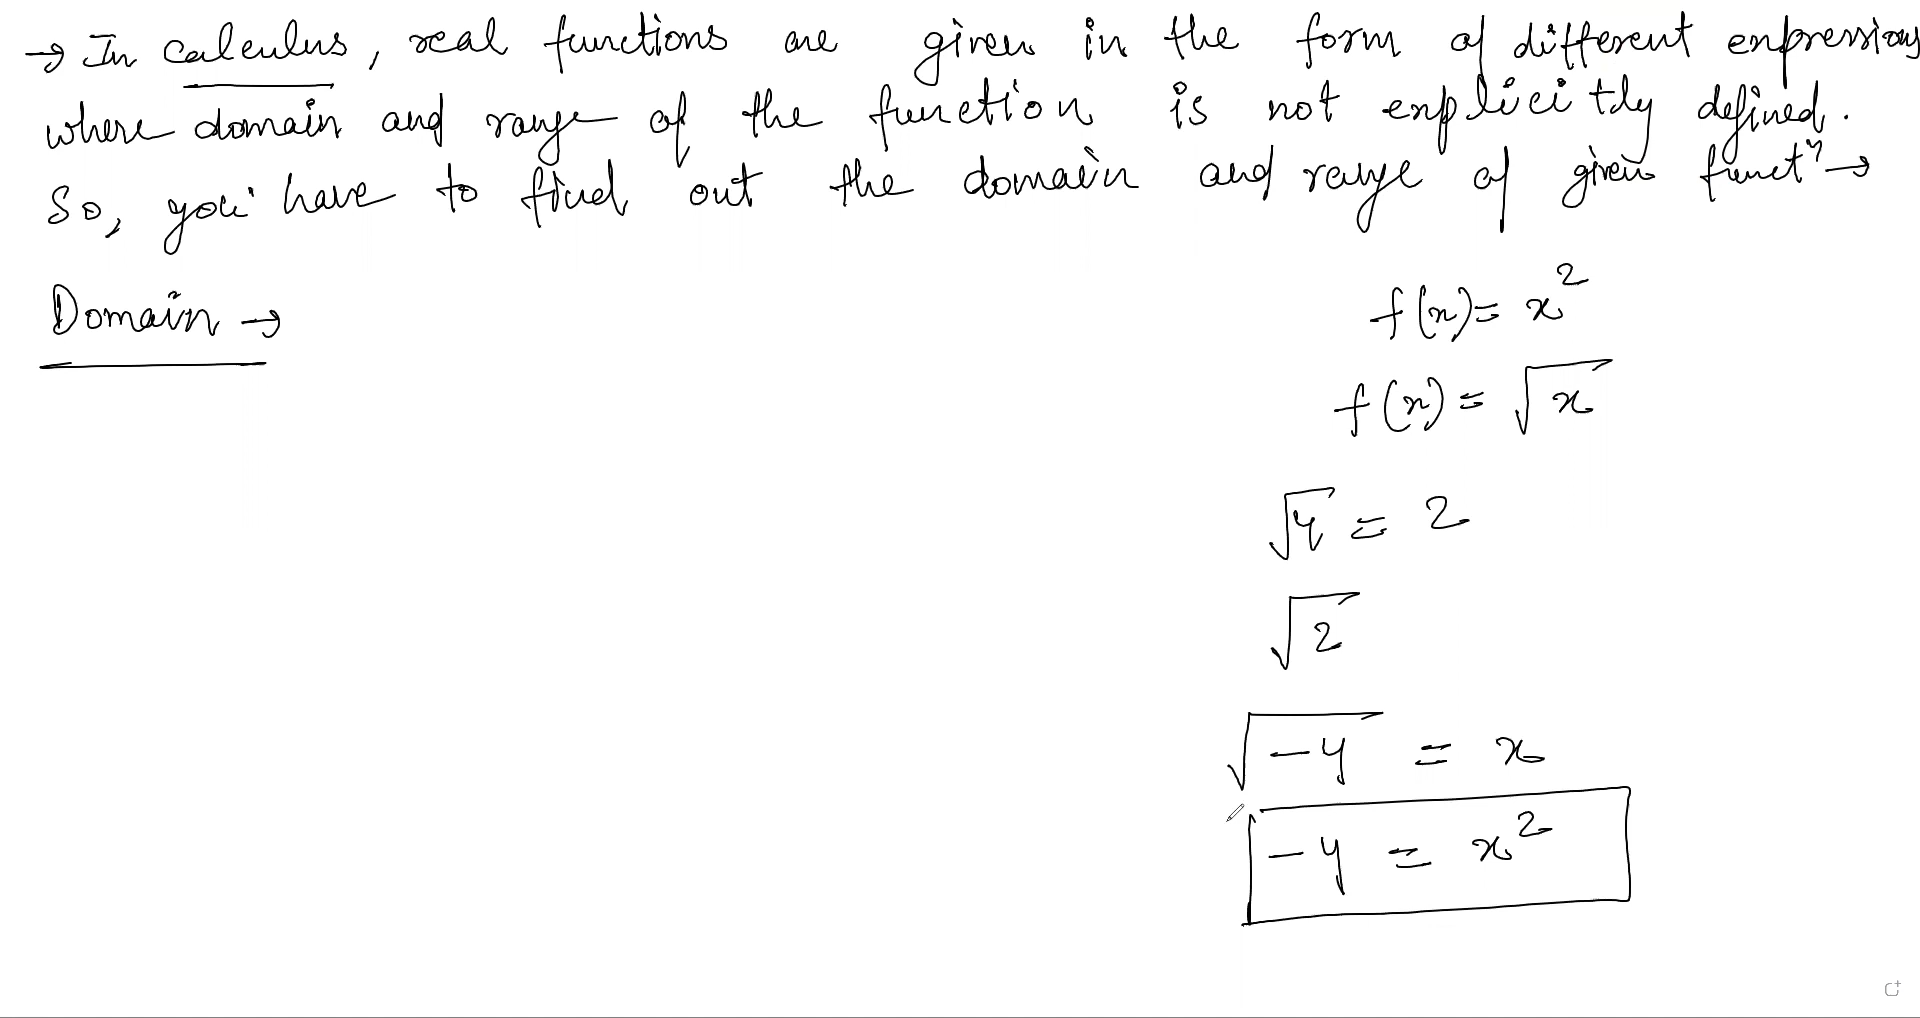 → In calculus, real functions are given in the form of different expressions
where domain and range of the function is not explicitly defined.
So, you have to find out the domain and range of given functⁿ →
Domain →
f(x) = x²
f(x) = √x
√4 = 2
√2
√-4 = x
-4 = x²